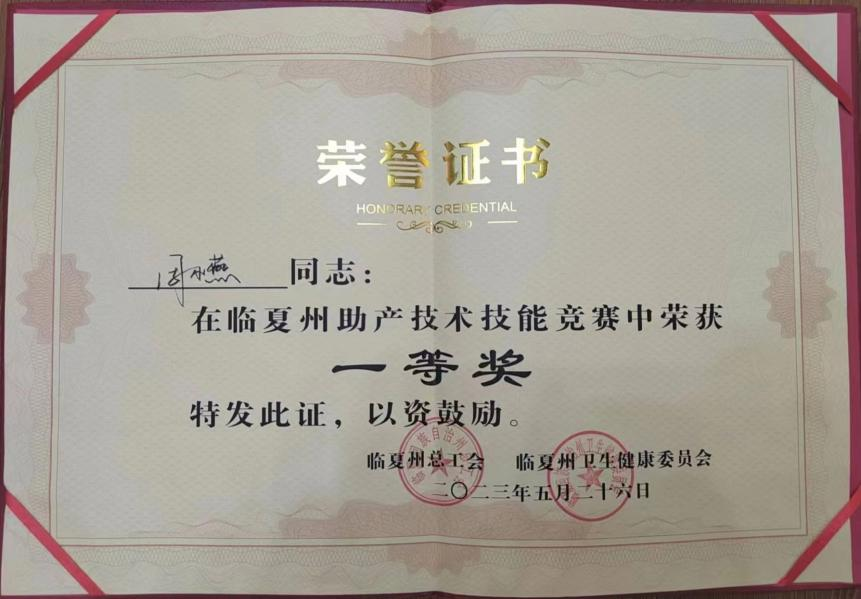 荣誉证书
HONORARY CREDENTIAL
周小燕 同志：
在临夏州助产技术技能竞赛中荣获
一等奖
特发此证，以资鼓励。
临夏州总工会 临夏州卫生健康委员会
二〇二三年五月二十六日